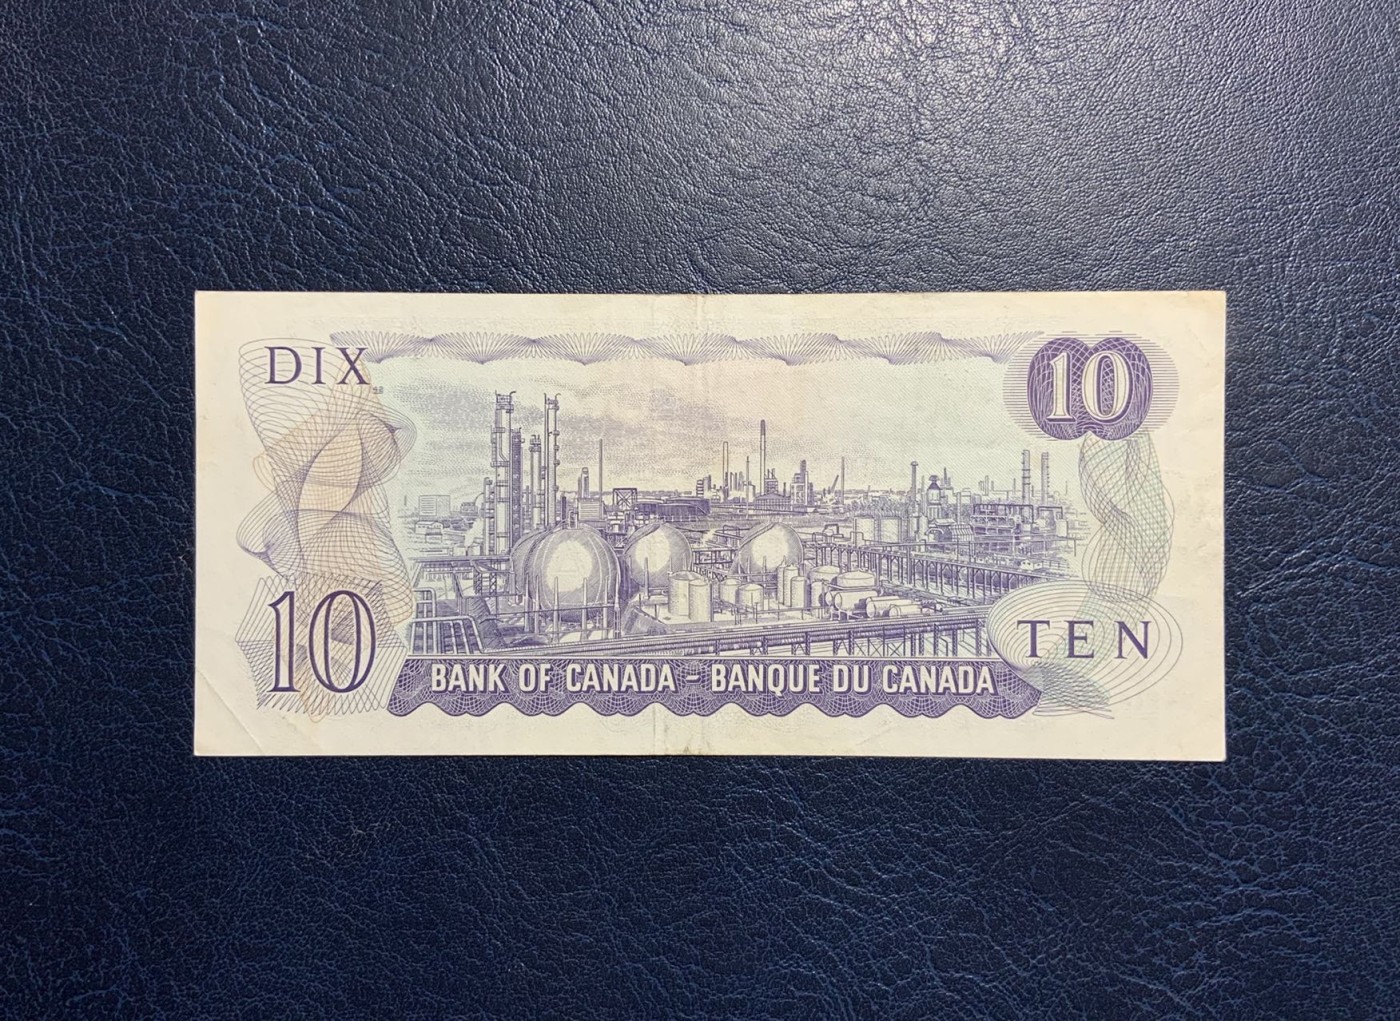 DIX
10
10
TEN
BANK OF CANADA - BANQUE DU CANADA